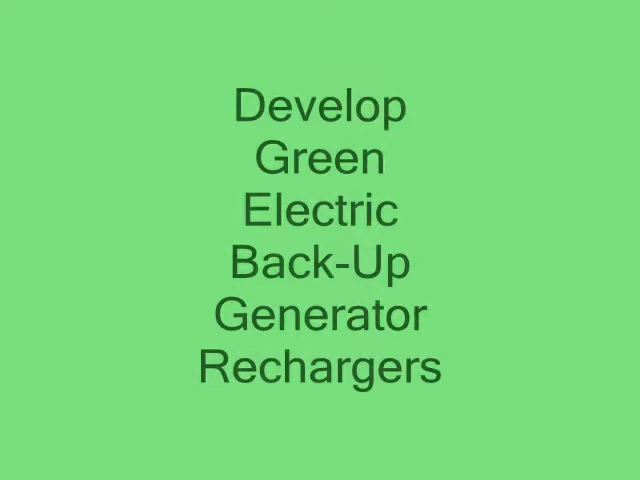 Develop
Green
Electric
Back-Up
Generator
Rechargers